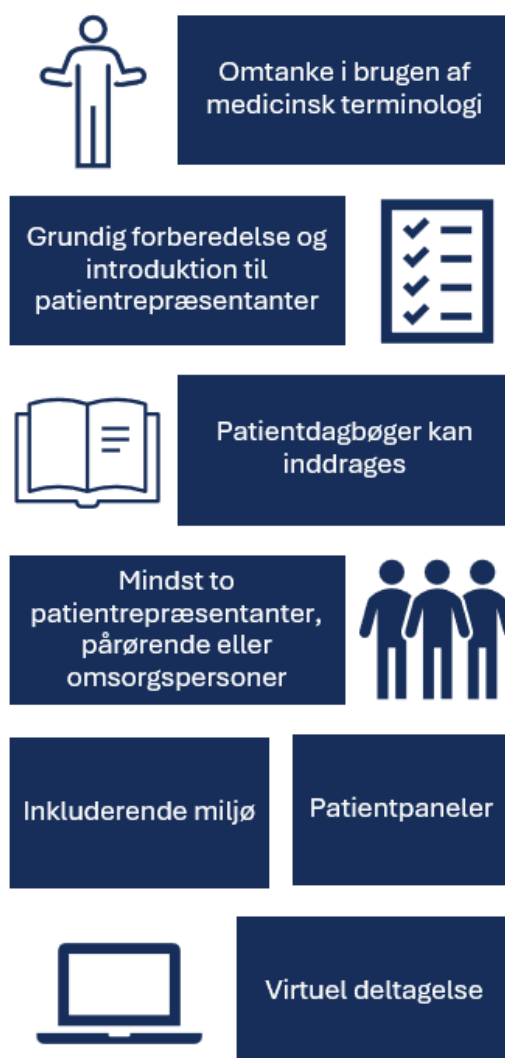 Omtanke i brugen af
medicinsk terminologi
Grundig forberedelse og
introduktion til
patientrepræsentanter
Patientdagbøger kan
inddrages
Mindst to
patientrepræsentanter,
pårørende eller
omsorgspersoner
Inkluderende miljø
Patientpaneler
Virtuel deltagelse